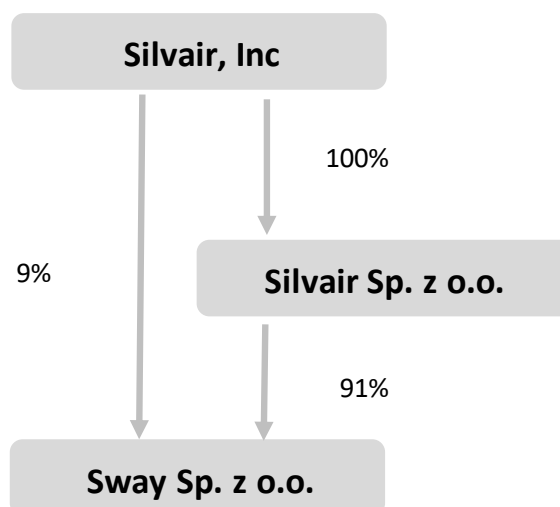 Silvair, Inc
100%
9%
Silvair Sp. z o.o.
91%
Sway Sp. z o.o.